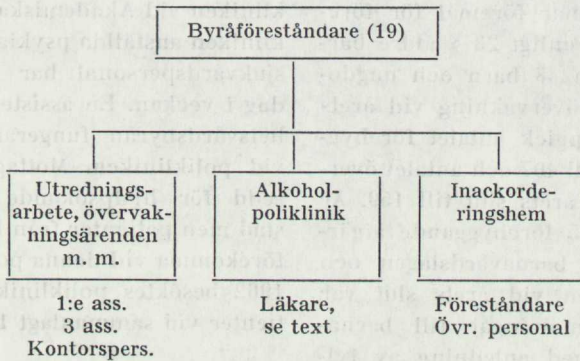 Byråföreståndare (19)
Utrednings-
arbete, övervak-
ningsärenden
m. m.
Alkohol-
poliklinik
Inackorde-
ringshem
1:e ass.
3 ass.
Kontorspers.
Läkare,
se text
Föreståndare
Övr. personal